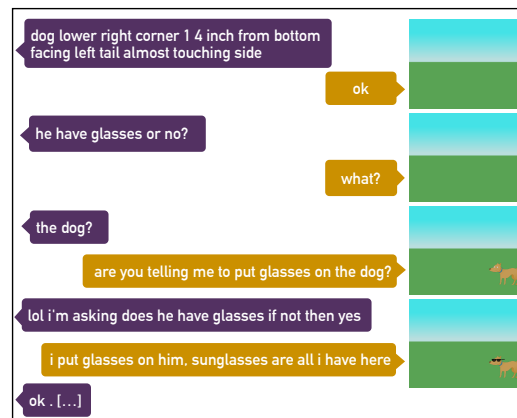 dog lower right corner 1 4 inch from bottom
facing left tail almost touching side
ok
he have glasses or no?
what?
the dog?
are you telling me to put glasses on the dog?
lol i'm asking does he have glasses if not then yes
i put glasses on him, sunglasses are all i have here
ok . [...]